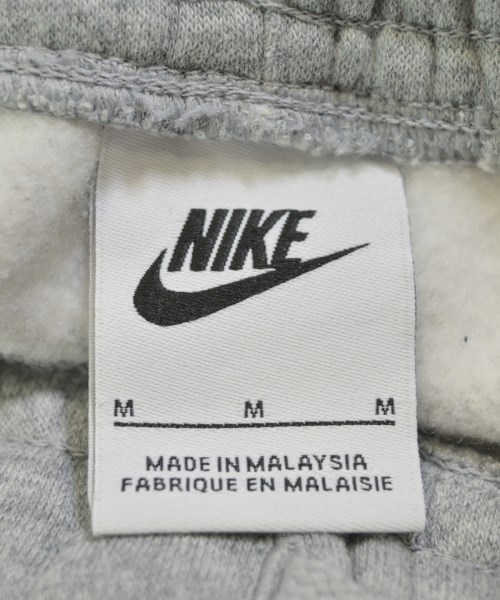 NIKE
M M M
MADE IN MALAYSIA
FABRIQUE EN MALAISIE